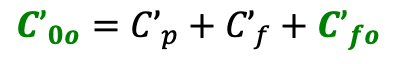 C’₀ₒ = C’ₚ + C’f + C’fo